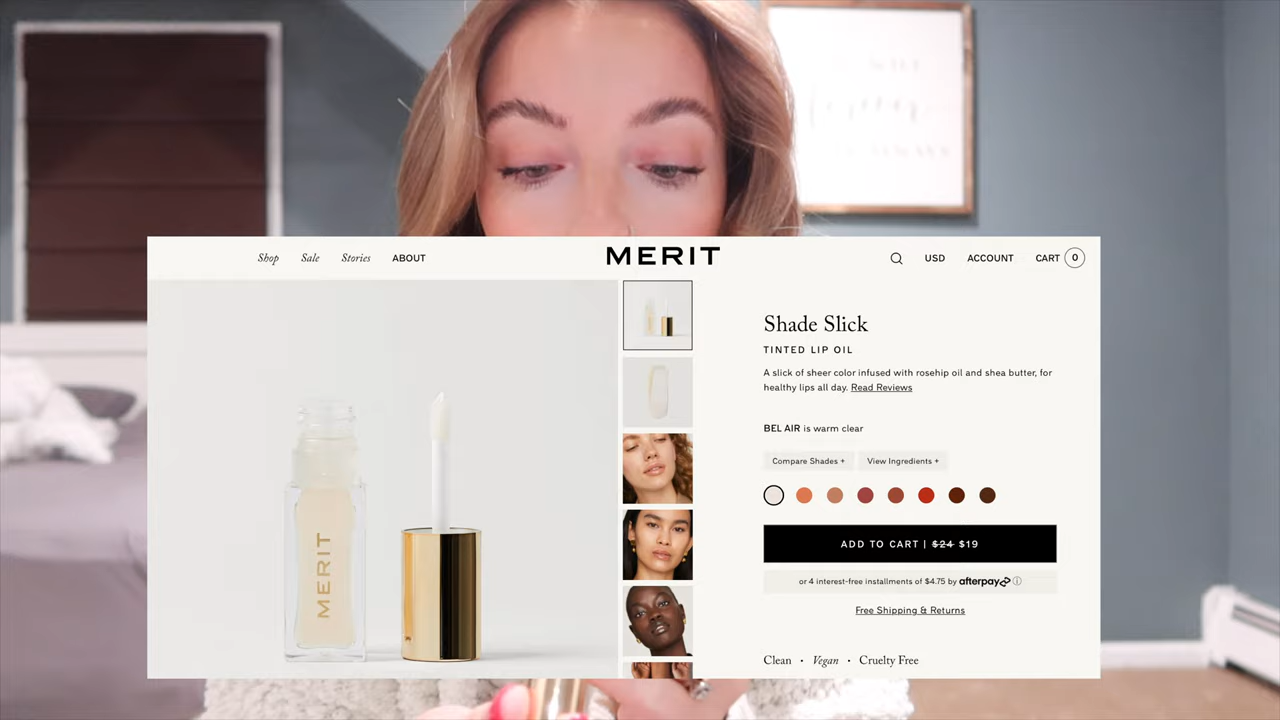 Shop Sale Stories ABOUT
MERIT
USD ACCOUNT CART 0
MERIT
Shade Slick
TINTED LIP OIL
A slick of sheer color infused with rosehip oil and shea butter, for
healthy lips all day. Read Reviews
BEL AIR is warm clear
Compare Shades + View Ingredients +
ADD TO CART | $24 $19
or 4 interest-free installments of $4.75 by afterpay
Free Shipping & Returns
Clean • Vegan • Cruelty Free